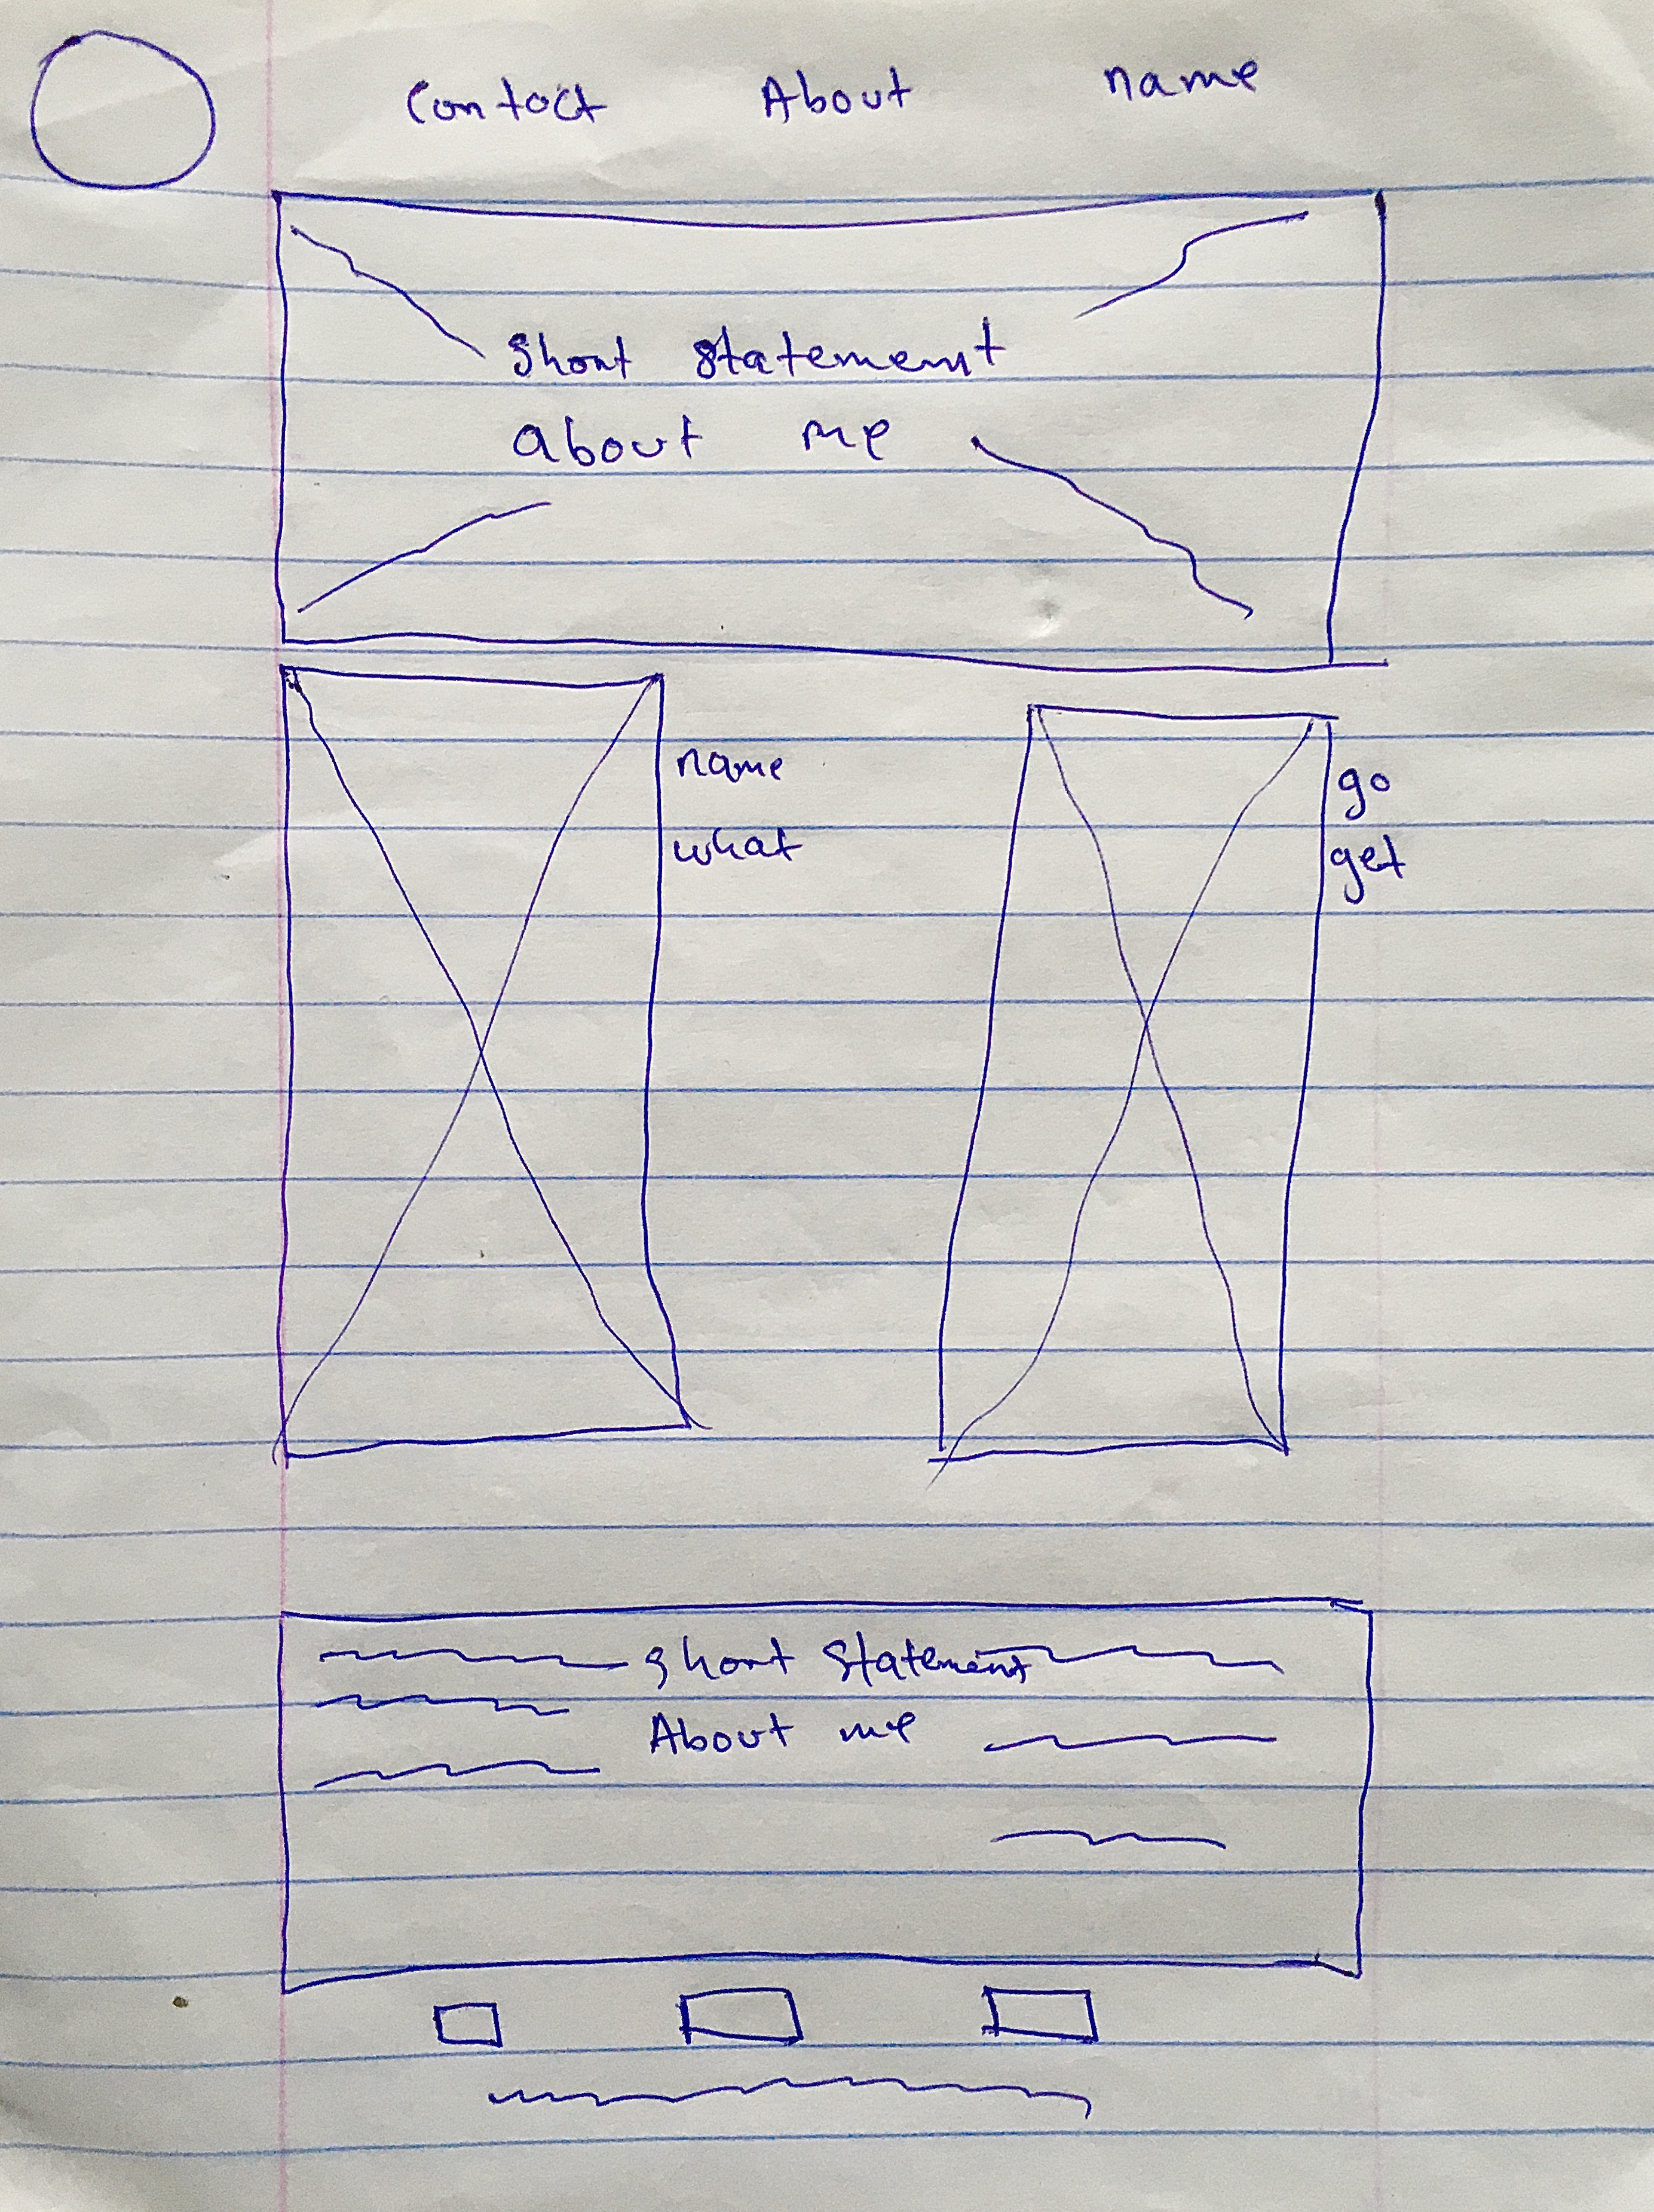 Contact About name
Short statement
about me
name
what
go
get
short statement
About me